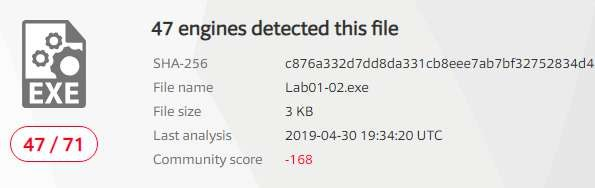 47 engines detected this file
EXE
SHA-256 c876a332d7dd8da331cb8eee7ab7bf32752834d4
File name Lab01-02.exe
File size 3 KB
47 / 71
Last analysis 2019-04-30 19:34:20 UTC
Community score -168